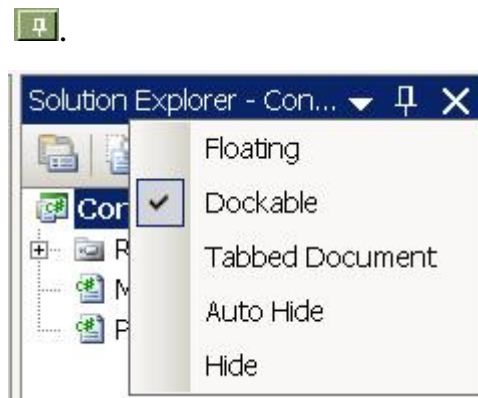 .
Solution Explorer - Con...
Floating
Con
Dockable
R
Tabbed Document
M
Auto Hide
P
Hide